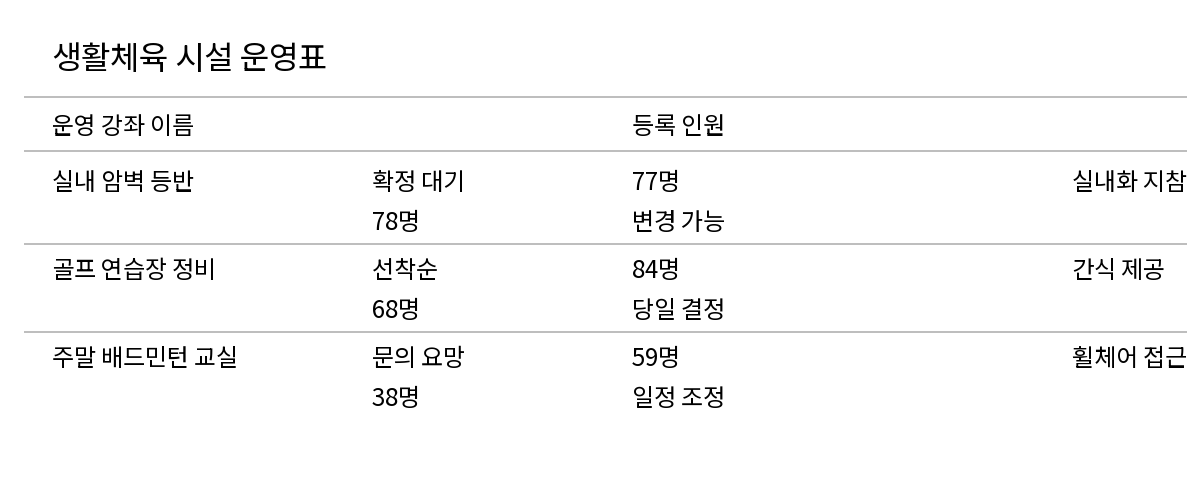 생활체육 시설 운영표
운영 강좌 이름 등록 인원
실내 암벽 등반 확정 대기 77명 실내화 지참
78명 변경 가능
골프 연습장 정비 선착순 84명 간식 제공
68명 당일 결정
주말 배드민턴 교실 문의 요망 59명 휠체어 접근
38명 일정 조정